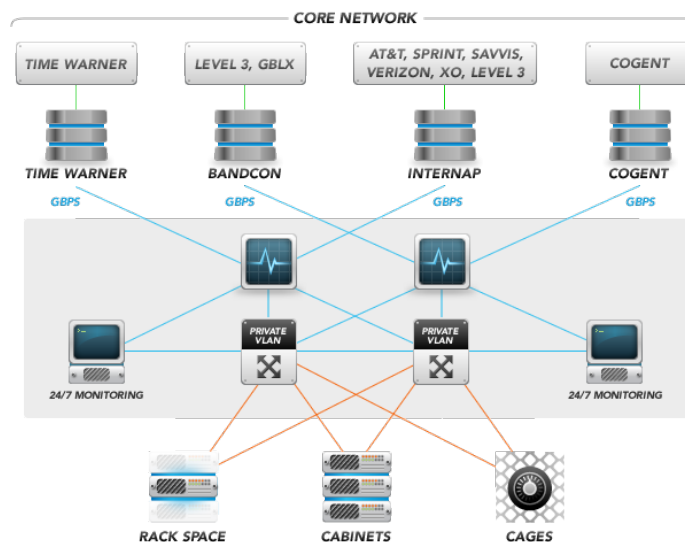 CORE NETWORK
TIME WARNER
LEVEL 3, GBLX
AT&T, SPRINT, SAVVIS,
VERIZON, XO, LEVEL 3
COGENT
TIME WARNER
BANDCON
INTERNAP
COGENT
GBPS
GBPS
GBPS
GBPS
PRIVATE
VLAN
PRIVATE
VLAN
24/7 MONITORING
24/7 MONITORING
RACK SPACE
CABINETS
CAGES